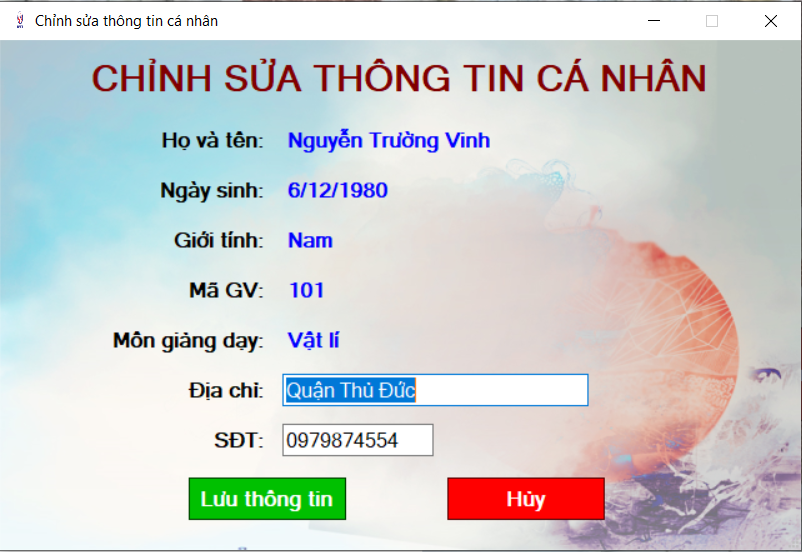 Chỉnh sửa thông tin cá nhân
CHỈNH SỬA THÔNG TIN CÁ NHÂN
Họ và tên: Nguyễn Trường Vinh
Ngày sinh: 6/12/1980
Giới tính: Nam
Mã GV: 101
Môn giảng dạy: Vật lí
Địa chỉ: Quận Thủ Đức
SĐT: 0979874554
Lưu thông tin Hủy